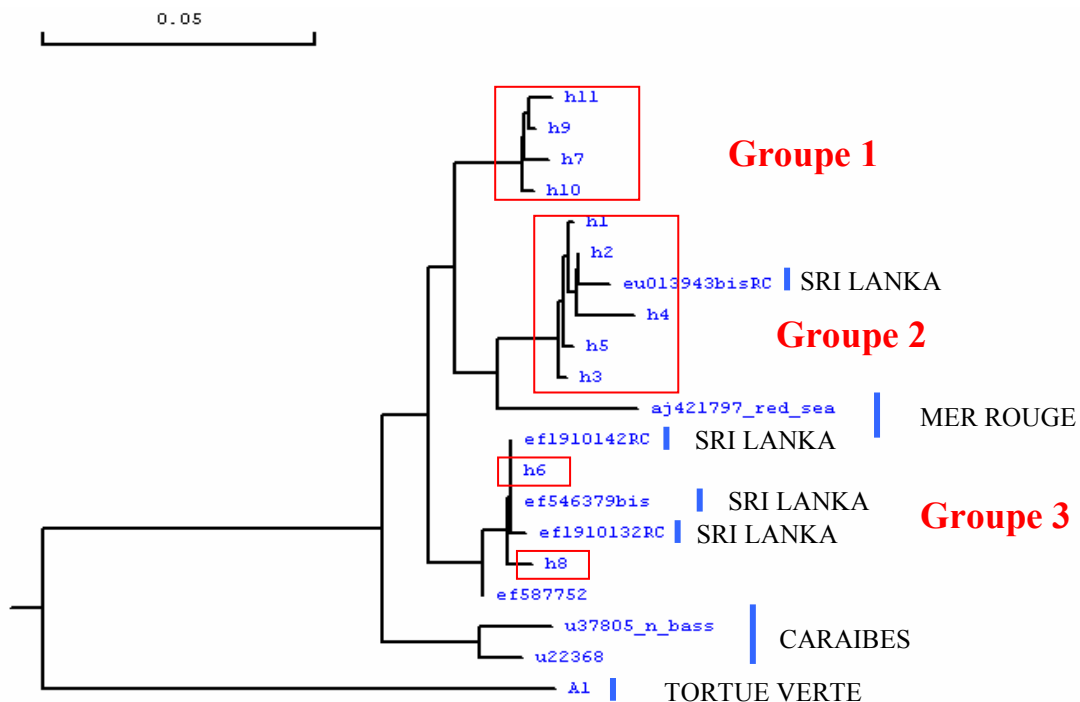 0.05
h11
h9
Groupe 1
h7
h10
h1
h2
eu013943bisRC SRI LANKA
h4
Groupe 2
h5
h3
aj421797_red_sea MER ROUGE
ef1910142RC SRI LANKA
h6
ef546379bis SRI LANKA
Groupe 3
ef1910132RC SRI LANKA
h8
ef587752
u37805_n_bass
CARAIBES
u22368
A1 TORTUE VERTE